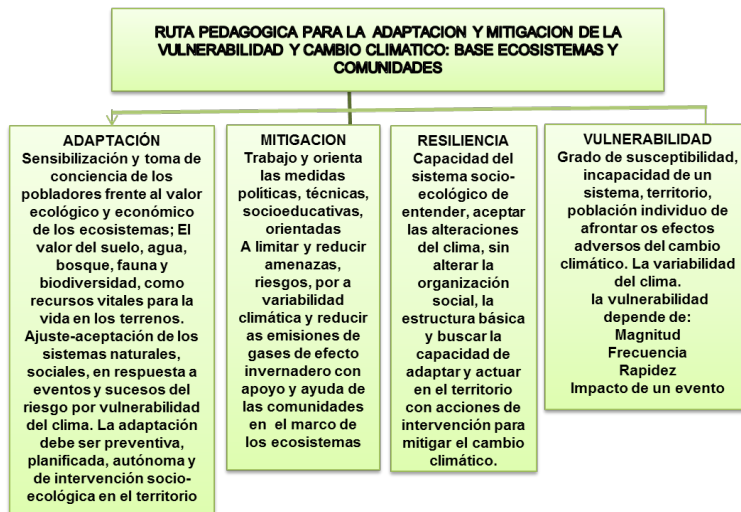 RUTA PEDAGOGICA PARA LA ADAPTACION Y MITIGACION DE LA
VULNERABILIDAD Y CAMBIO CLIMATICO: BASE ECOSISTEMAS Y
COMUNIDADES
ADAPTACIÓN
Sensibilización y toma de
conciencia de los
pobladores frente al valor
ecológico y económico
de los ecosistemas; El
valor del suelo, agua,
bosque, fauna y
biodiversidad, como
recursos vitales para la
vida en los terrenos.
Ajuste-aceptación de los
sistemas naturales,
sociales, en respuesta a
eventos y sucesos del
riesgo por vulnerabilidad
del clima. La adaptación
debe ser preventiva,
planificada, autónoma y
de intervención socio-
ecológica en el territorio
MITIGACION
Trabajo y orienta
las medidas
políticas, técnicas,
socioeducativas,
orientadas
A limitar y reducir
amenazas,
riesgos, por a
variabilidad
climática y reducir
as emisiones de
gases de efecto
invernadero con
apoyo y ayuda de
las comunidades
en el marco de
los ecosistemas
RESILIENCIA
Capacidad del
sistema socio-
ecológico de
entender, aceptar
las alteraciones
del clima, sin
alterar la
organización
social, la
estructura básica
y buscar la
capacidad de
adaptar y actuar
en el territorio
con acciones de
intervención para
mitigar el cambio
climático.
VULNERABILIDAD
Grado de susceptibilidad,
incapacidad de un
sistema, territorio,
población individuo de
afrontar os efectos
adversos del cambio
climático. La variabilidad
del clima.
la vulnerabilidad
depende de:
Magnitud
Frecuencia
Rapidez
Impacto de un evento